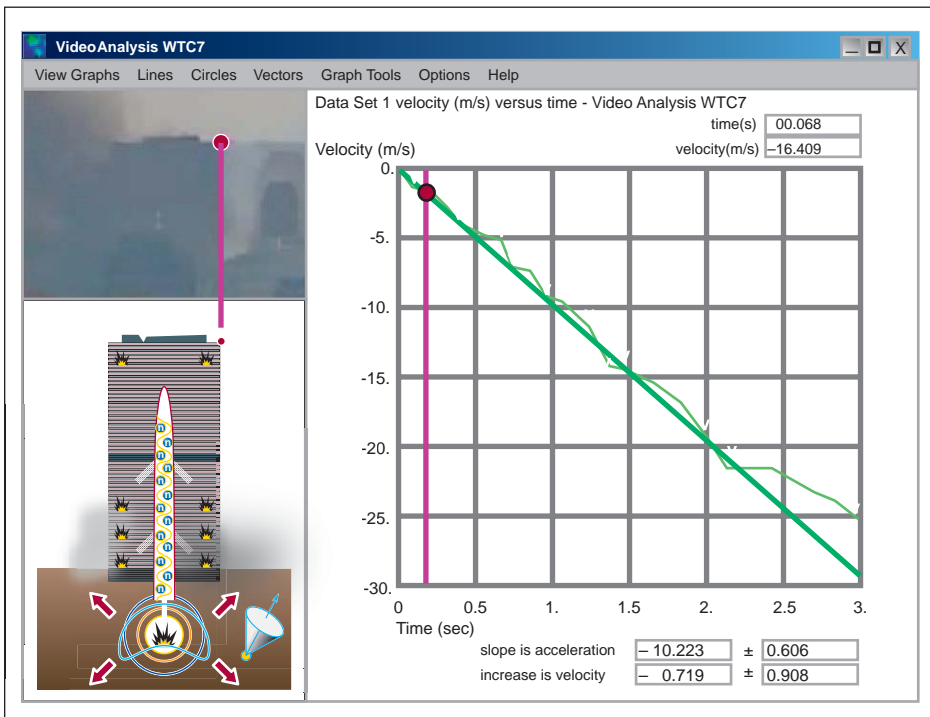 VideoAnalysis WTC7
X
View Graphs Lines Circles Vectors Graph Tools Options Help
Data Set 1 velocity (m/s) versus time - Video Analysis WTC7
time(s) 00.068
velocity(m/s) –16.409
Velocity (m/s)
0.
-5.
-10.
-15.
-20.
-25.
-30.
0 0.5 1. 1.5 2. 2.5 3.
Time (sec)
slope is acceleration – 10.223 ± 0.606
increase is velocity – 0.719 ± 0.908
n
n
n
n
n
n
n
n
n
n
n
n
n